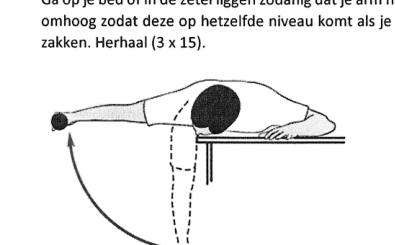 Ga op je bed of in de zetel liggen zodanig dat je arm
omhoog zodat deze op hetzelfde niveau komt als je
zakken. Herhaal (3 x 15).